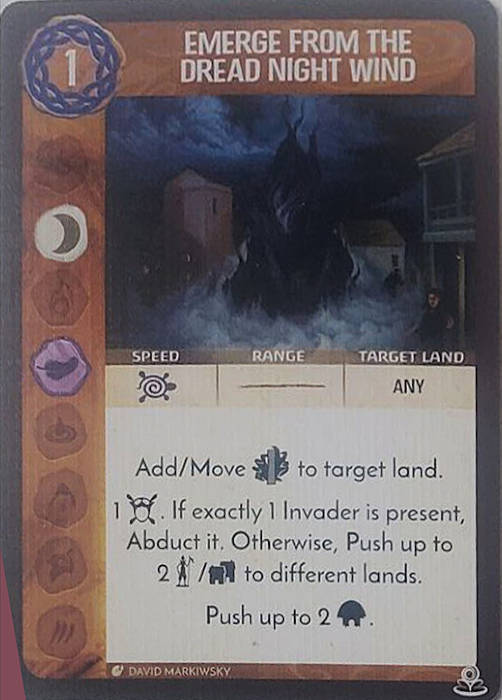 1
EMERGE FROM THE
DREAD NIGHT WIND
SPEED RANGE TARGET LAND
ANY
Add/Move to target land.
1 . If exactly 1 Invader is present,
Abduct it. Otherwise, Push up to
2 / to different lands.
Push up to 2 .
DAVID MARKIWSKY